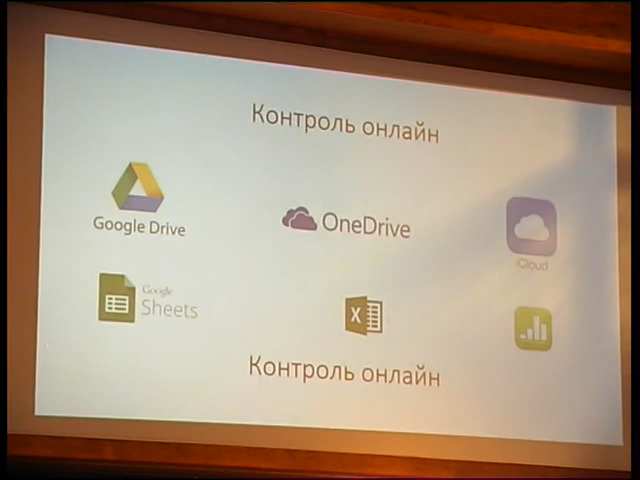 Контроль онлайн
Google Drive
OneDrive
iCloud
Google
Sheets
X
Контроль онлайн